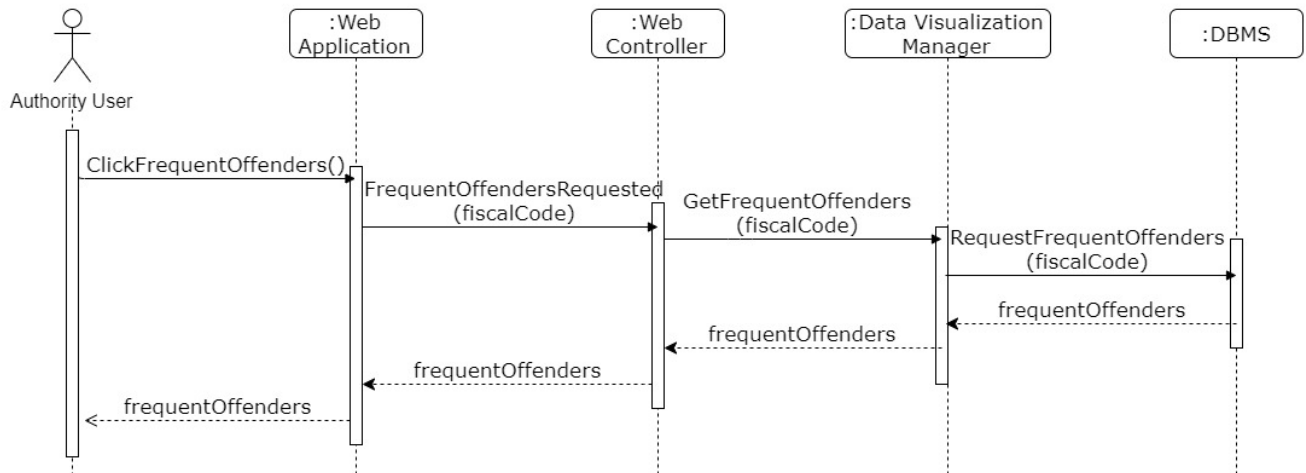 :Web
Application
:Web
Controller
:Data Visualization
Manager
:DBMS
Authority User
ClickFrequentOffenders()
FrequentOffendersRequested
(fiscalCode)
GetFrequentOffenders
(fiscalCode)
RequestFrequentOffenders
(fiscalCode)
frequentOffenders
frequentOffenders
frequentOffenders
frequentOffenders